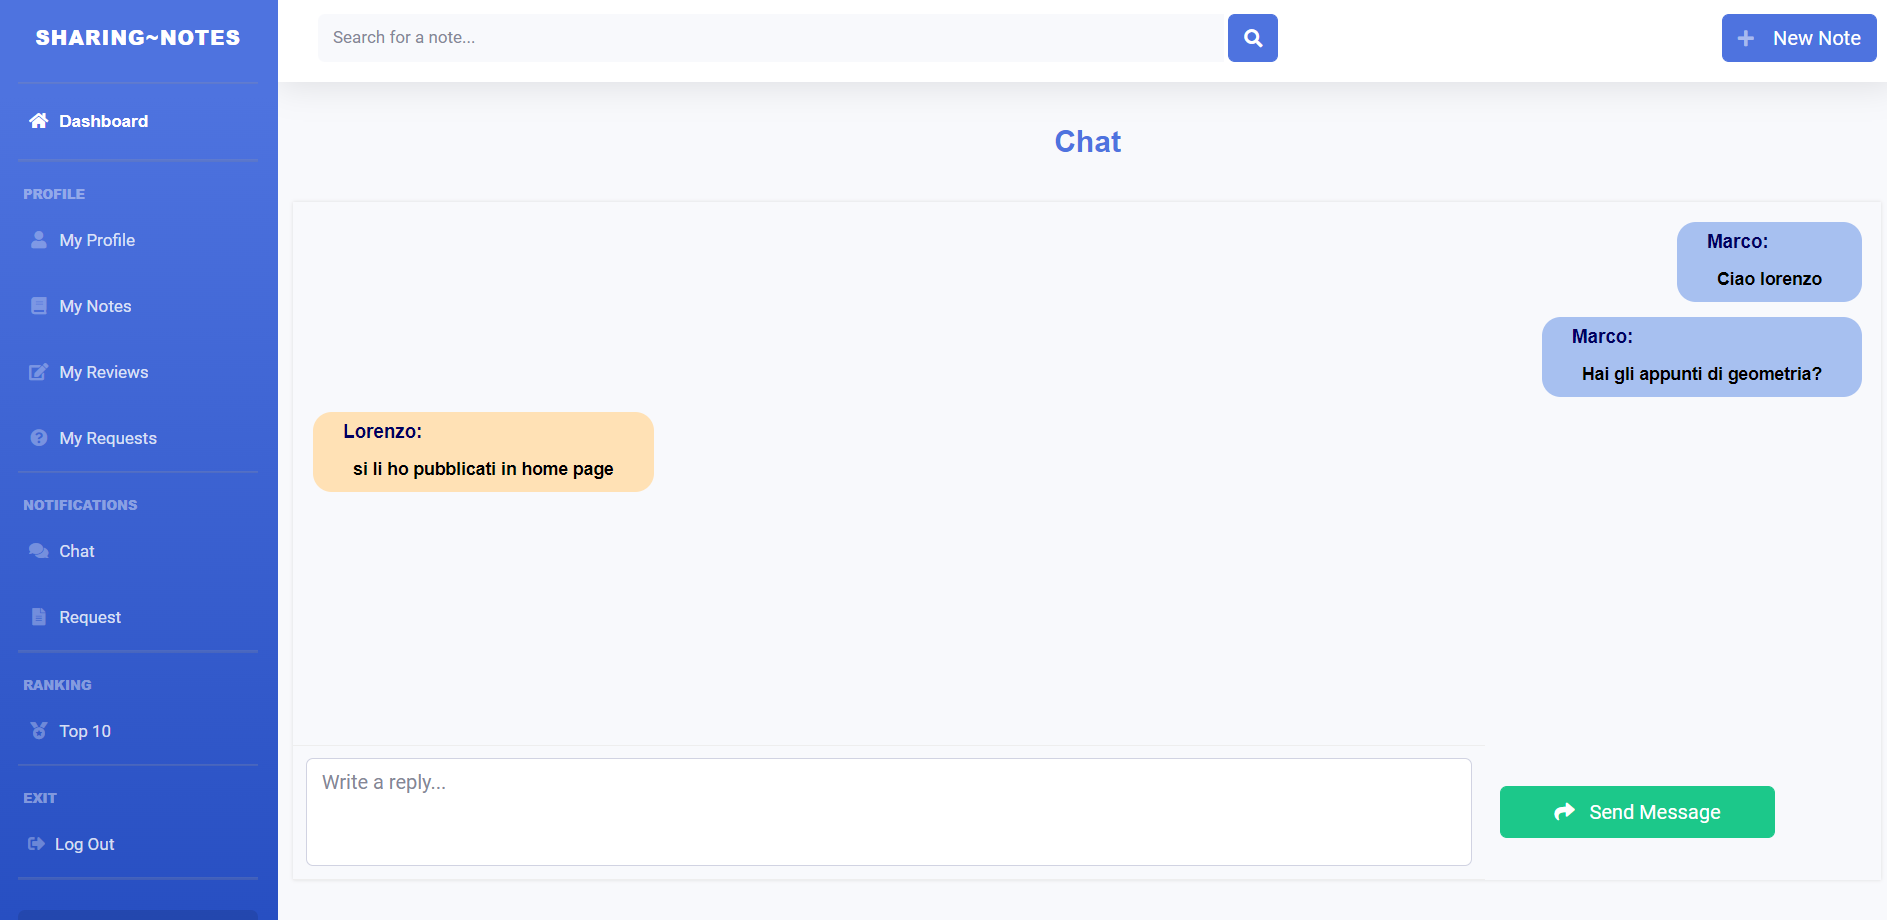 SHARING~NOTES
Search for a note...
New Note
Dashboard
PROFILE
My Profile
My Notes
My Reviews
My Requests
NOTIFICATIONS
Chat
Request
RANKING
Top 10
EXIT
Log Out
Chat
Marco:
Ciao lorenzo
Marco:
Hai gli appunti di geometria?
Lorenzo:
si li ho pubblicati in home page
Write a reply...
Send Message